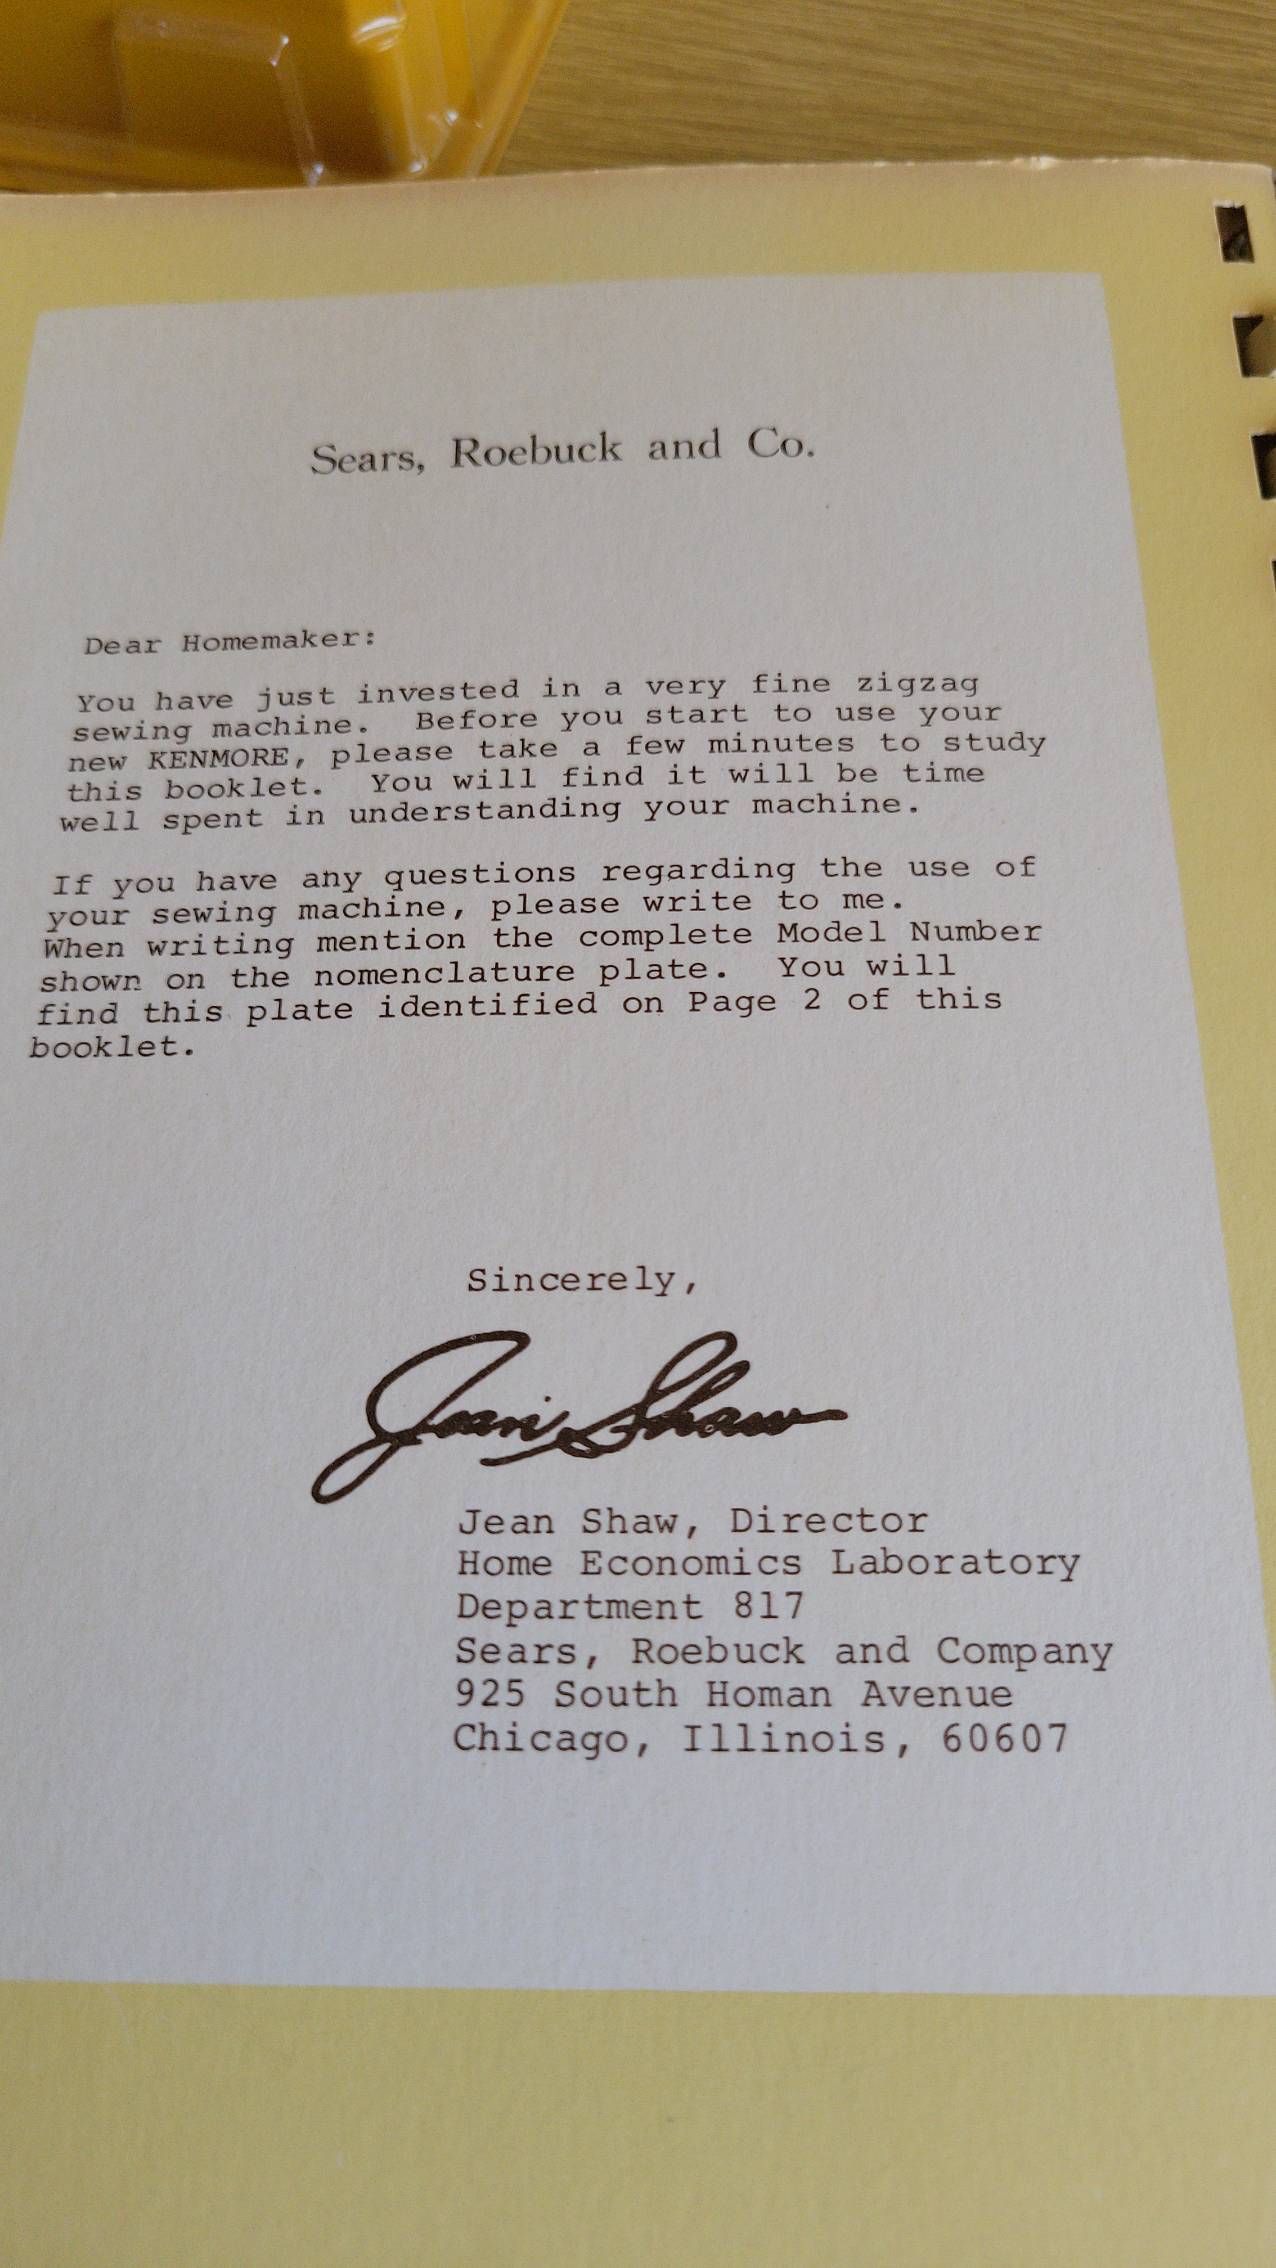 Sears, Roebuck and Co.
Dear Homemaker:
You have just invested in a very fine zigzag
sewing machine. Before you start to use your
new KENMORE, please take a few minutes to study
this booklet. You will find it will be time
well spent in understanding your machine.
If you have any questions regarding the use of
your sewing machine, please write to me.
When writing mention the complete Model Number
shown on the nomenclature plate. You will
find this plate identified on Page 2 of this
booklet.
Sincerely,
Jean Shaw
Jean Shaw, Director
Home Economics Laboratory
Department 817
Sears, Roebuck and Company
925 South Homan Avenue
Chicago, Illinois, 60607